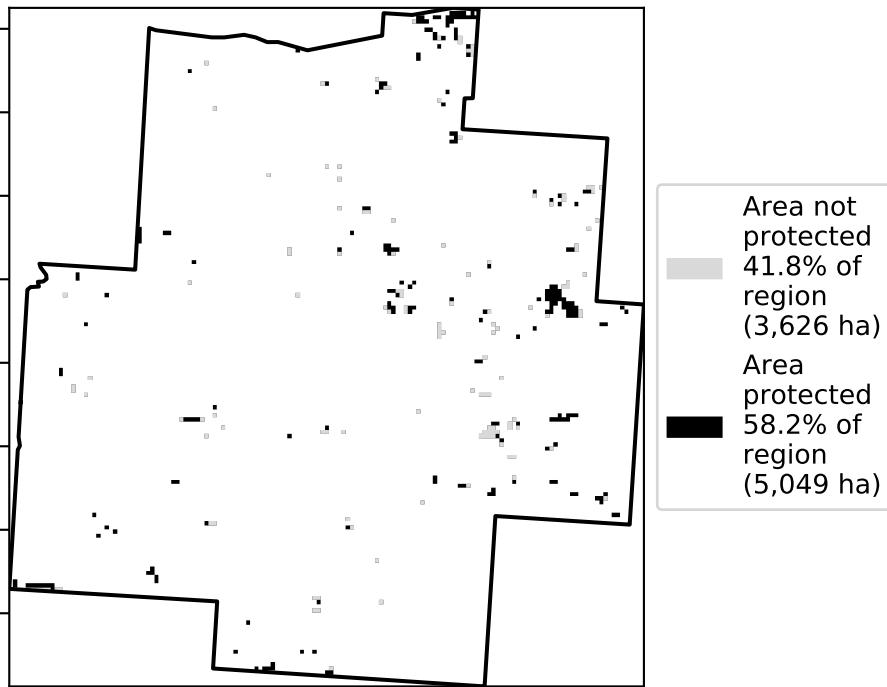 Area not
protected
41.8% of
region
(3,626 ha)
Area
protected
58.2% of
region
(5,049 ha)